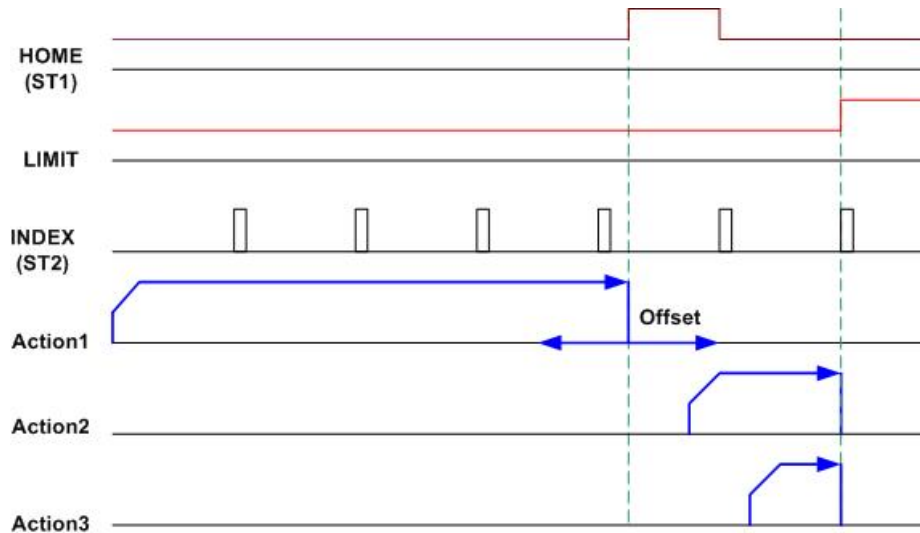 HOME
(ST1)
LIMIT
INDEX
(ST2)
Offset
Action1
Action2
Action3